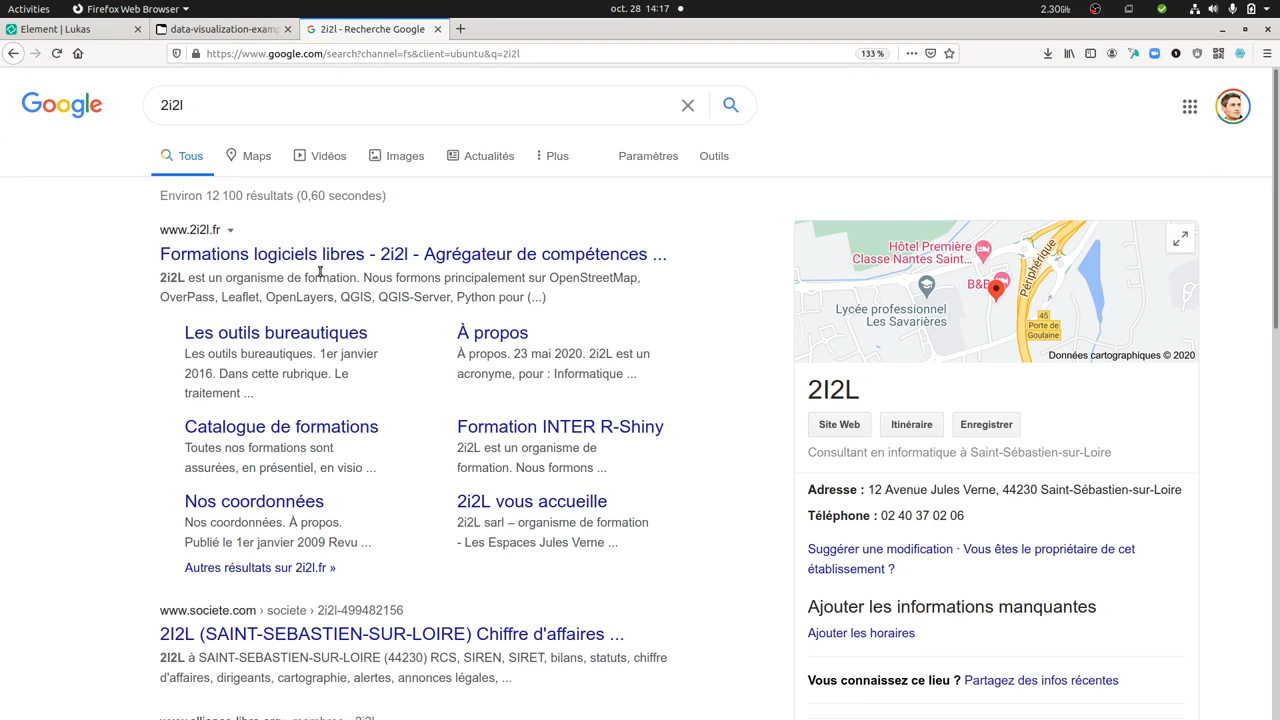 Activities
Firefox Web Browser
oct. 28 14:17
2.30GHz
Element | Lukas
data-visualization-examp
2i2l - Recherche Google
https://www.google.com/search?channel=fs&client=ubuntu&q=2i2l
133 %
Google
2i2l
Tous
Maps
Vidéos
Images
Actualités
Plus
Paramètres
Outils
Environ 12 100 résultats (0,60 secondes)
www.2i2l.fr
Formations logiciels libres - 2i2l - Agrégateur de compétences ...
2i2L est un organisme de formation. Nous formons principalement sur OpenStreetMap,
OverPass, Leaflet, OpenLayers, QGIS, QGIS-Server, Python pour (...)
Les outils bureautiques
Les outils bureautiques. 1er janvier
2016. Dans cette rubrique. Le
traitement ...
À propos
À propos. 23 mai 2020. 2i2L est un
acronyme, pour : Informatique ...
Catalogue de formations
Toutes nos formations sont
assurées, en présentiel, en visio ...
Formation INTER R-Shiny
2i2L est un organisme de
formation. Nous formons ...
Nos coordonnées
Nos coordonnées. À propos.
Publié le 1er janvier 2009 Revu ...
2i2L vous accueille
2i2L sarl – organisme de formation
- Les Espaces Jules Verne ...
Autres résultats sur 2i2l.fr »
www.societe.com › societe › 2i2l-499482156
2I2L (SAINT-SEBASTIEN-SUR-LOIRE) Chiffre d'affaires ...
2I2L à SAINT-SEBASTIEN-SUR-LOIRE (44230) RCS, SIREN, SIRET, bilans, statuts, chiffre
d'affaires, dirigeants, cartographie, alertes, annonces légales, ...
www.alliance-libre.org › membres › 2i2l
Hôtel Première
Classe Nantes Saint...
B&B
Périphérique
Lycée professionnel
Les Savarières
45
Porte de
Goulaine
Données cartographiques © 2020
2I2L
Site Web
Itinéraire
Enregistrer
Consultant en informatique à Saint-Sébastien-sur-Loire
Adresse : 12 Avenue Jules Verne, 44230 Saint-Sébastien-sur-Loire
Téléphone : 02 40 37 02 06
Suggérer une modification · Vous êtes le propriétaire de cet
établissement ?
Ajouter les informations manquantes
Ajouter les horaires
Vous connaissez ce lieu ? Partagez des infos récentes